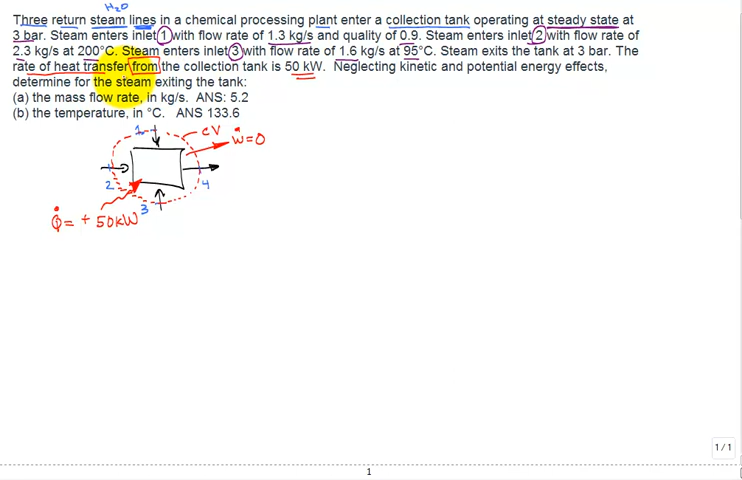 H₂O
Three return steam lines in a chemical processing plant enter a collection tank operating at steady state at
3 bar. Steam enters inlet 1 with flow rate of 1.3 kg/s and quality of 0.9. Steam enters inlet 2 with flow rate of
2.3 kg/s at 200°C. Steam enters inlet 3 with flow rate of 1.6 kg/s at 95°C. Steam exits the tank at 3 bar. The
rate of heat transfer from the collection tank is 50 kW. Neglecting kinetic and potential energy effects,
determine for the steam exiting the tank:
(a) the mass flow rate, in kg/s. ANS: 5.2
(b) the temperature, in °C. ANS 133.6
1
CV
Ẇ=0
2
4
3
Q̇= + 50kW
1 / 1
1